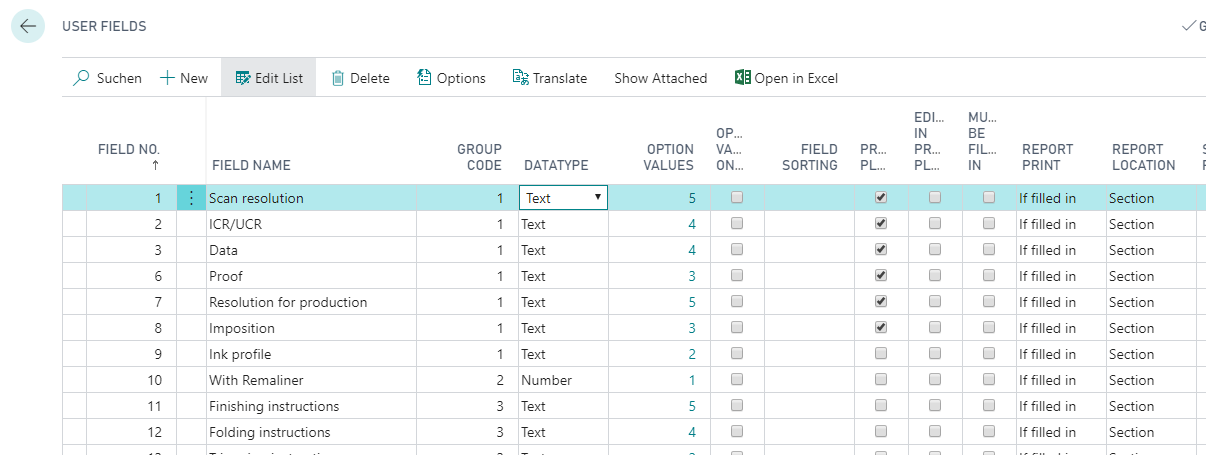 USER FIELDS
Suchen New Edit List Delete Options Translate Show Attached Open in Excel
FIELD NO. ↑ FIELD NAME GROUP CODE DATATYPE OPTION VALUES OP... VA... ON... FIELD SORTING PR... PL... EDI... IN PR... PL... MU... BE FIL... IN REPORT PRINT REPORT LOCATION
1 Scan resolution 1 Text 5 If filled in Section
2 ICR/UCR 1 Text 4 If filled in Section
3 Data 1 Text 4 If filled in Section
6 Proof 1 Text 3 If filled in Section
7 Resolution for production 1 Text 5 If filled in Section
8 Imposition 1 Text 3 If filled in Section
9 Ink profile 1 Text 2 If filled in Section
10 With Remaliner 2 Number 1 If filled in Section
11 Finishing instructions 3 Text 5 If filled in Section
12 Folding instructions 3 Text 4 If filled in Section